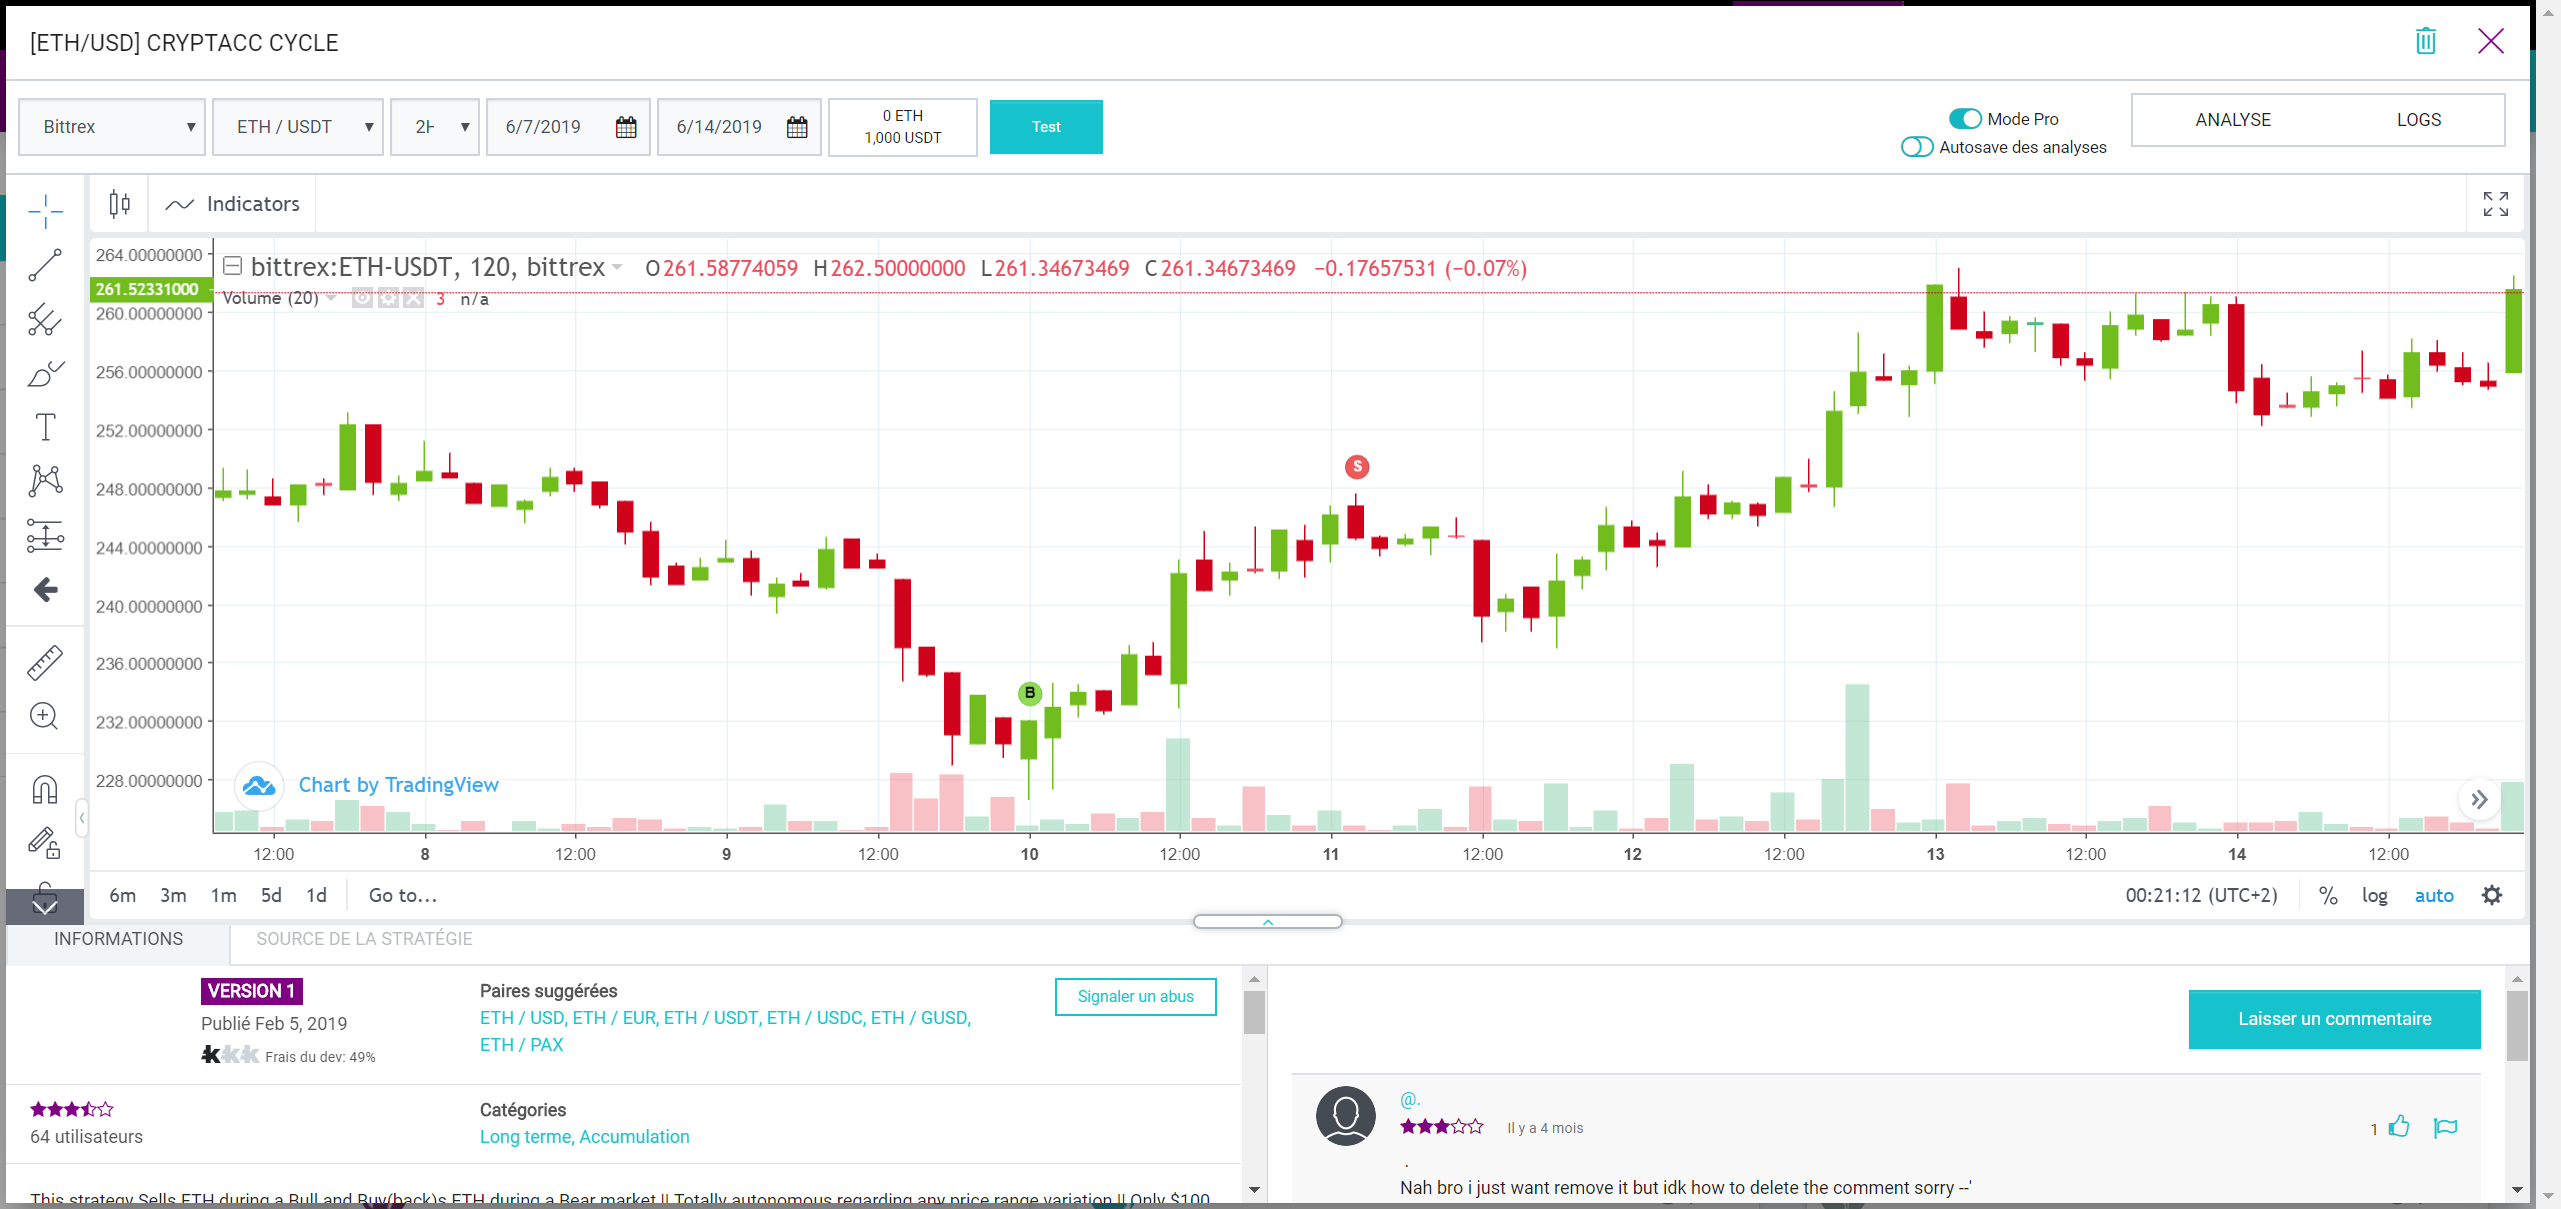 [ETH/USD] CRYPTACC CYCLE
Bittrex
ETH / USDT
2H
6/7/2019
6/14/2019
0 ETH
1,000 USDT
Test
Mode Pro
Autosave des analyses
ANALYSE
LOGS
Indicators
264.00000000
261.52331000
260.00000000
256.00000000
252.00000000
248.00000000
244.00000000
240.00000000
236.00000000
232.00000000
228.00000000
bittrex:ETH-USDT, 120, bittrex
O261.58774059 H262.50000000 L261.34673469 C261.34673469 −0.17657531 (−0.07%)
Volume (20) 3 n/a
S
B
Chart by TradingView
12:00 8 12:00 9 12:00 10 12:00 11 12:00 12 12:00 13 12:00 14 12:00
6m 3m 1m 5d 1d Go to...
00:21:12 (UTC+2) % log auto
INFORMATIONS
SOURCE DE LA STRATÉGIE
VERSION 1
Publié Feb 5, 2019
Frais du dev: 49%
Paires suggérées
ETH / USD, ETH / EUR, ETH / USDT, ETH / USDC, ETH / GUSD,
ETH / PAX
Signaler un abus
64 utilisateurs
Catégories
Long terme, Accumulation
This strategy Sells ETH during a Bull and Buy(back)s ETH during a Bear market !! Totally autonomous regarding any price range variation !! Only $100
Laisser un commentaire
@.
Il y a 4 mois
1
.
Nah bro i just want remove it but idk how to delete the comment sorry --'